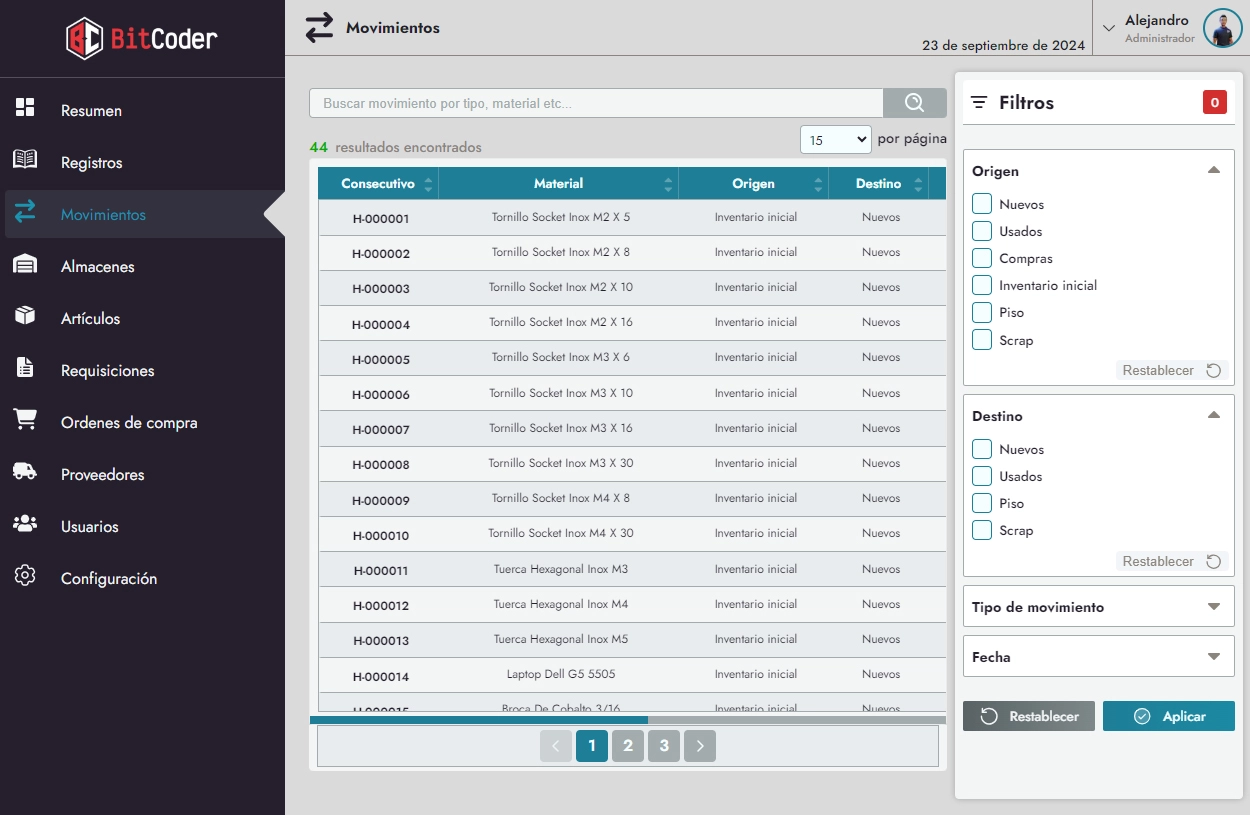 BitCoder
Resumen
Registros
Movimientos
Almacenes
Artículos
Requisiciones
Ordenes de compra
Proveedores
Usuarios
Configuración
Movimientos
23 de septiembre de 2024
Alejandro
Administrador
Buscar movimiento por tipo, material etc...
44 resultados encontrados
15 por página
Consecutivo Material Origen Destino
H-000001 Tornillo Socket Inox M2 X 5 Inventario inicial Nuevos
H-000002 Tornillo Socket Inox M2 X 8 Inventario inicial Nuevos
H-000003 Tornillo Socket Inox M2 X 10 Inventario inicial Nuevos
H-000004 Tornillo Socket Inox M2 X 16 Inventario inicial Nuevos
H-000005 Tornillo Socket Inox M3 X 6 Inventario inicial Nuevos
H-000006 Tornillo Socket Inox M3 X 10 Inventario inicial Nuevos
H-000007 Tornillo Socket Inox M3 X 16 Inventario inicial Nuevos
H-000008 Tornillo Socket Inox M3 X 30 Inventario inicial Nuevos
H-000009 Tornillo Socket Inox M4 X 8 Inventario inicial Nuevos
H-000010 Tornillo Socket Inox M4 X 30 Inventario inicial Nuevos
H-000011 Tuerca Hexagonal Inox M3 Inventario inicial Nuevos
H-000012 Tuerca Hexagonal Inox M4 Inventario inicial Nuevos
H-000013 Tuerca Hexagonal Inox M5 Inventario inicial Nuevos
H-000014 Laptop Dell G5 5505 Inventario inicial Nuevos
H-000015 Broca De Cobalto 3/16 Inventario inicial Nuevos
1 2 3
Filtros 0
Origen
Nuevos
Usados
Compras
Inventario inicial
Piso
Scrap
Restablecer
Destino
Nuevos
Usados
Piso
Scrap
Restablecer
Tipo de movimiento
Fecha
Restablecer Aplicar